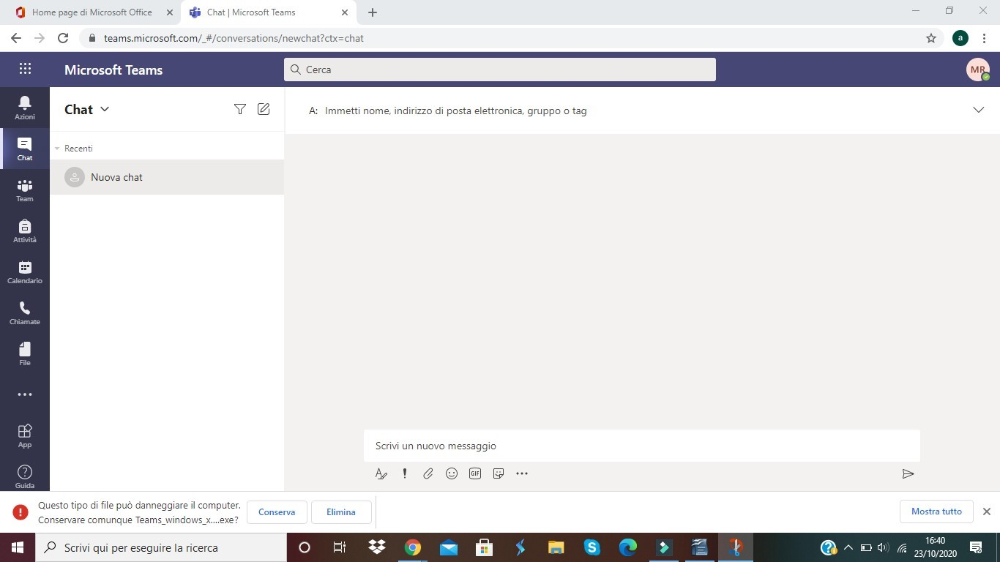 Home page di Microsoft Office
Chat | Microsoft Teams
teams.microsoft.com/_#/conversations/newchat?ctx=chat
a
Microsoft Teams
Cerca
MR
Azioni
Chat
Team
Attività
Calendario
Chiamate
File
App
Guida
Chat
Recenti
Nuova chat
A: Immetti nome, indirizzo di posta elettronica, gruppo o tag
Scrivi un nuovo messaggio
GIF
Questo tipo di file può danneggiare il computer.
Conservare comunque Teams_windows_x....exe?
Conserva
Elimina
Mostra tutto
Scrivi qui per eseguire la ricerca
16:40
23/10/2020